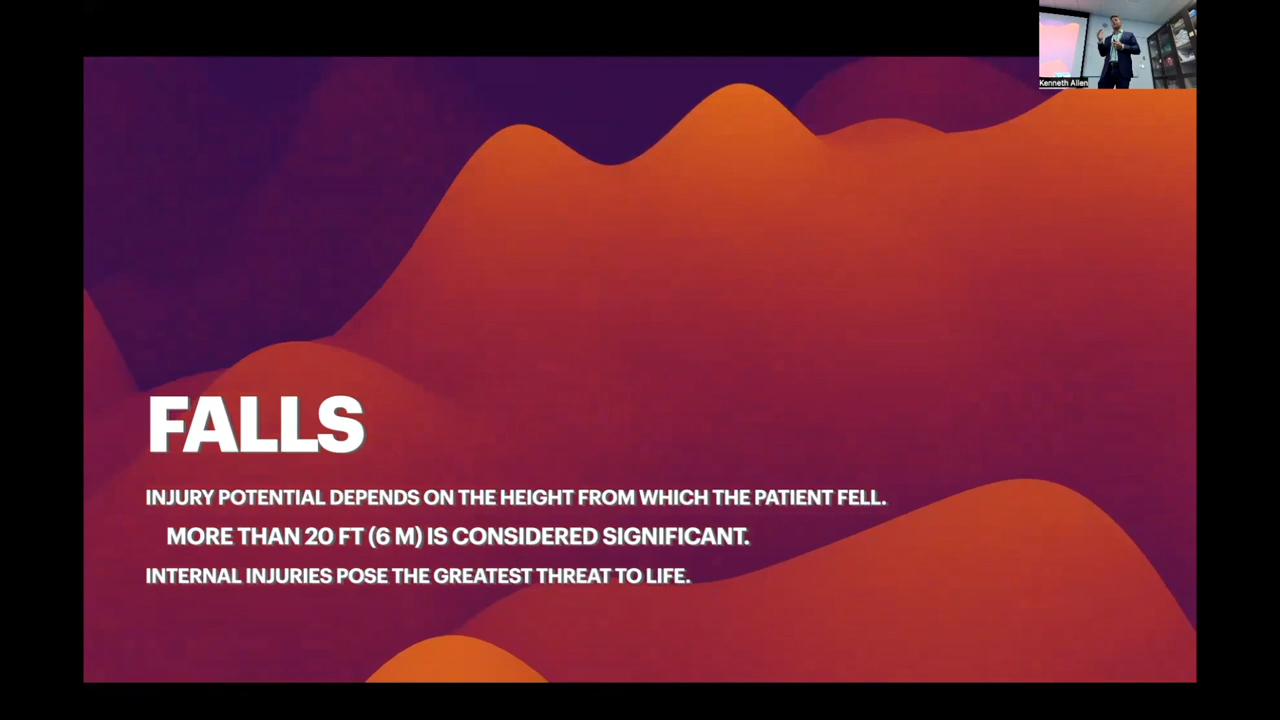 Kenneth Allen
FALLS
INJURY POTENTIAL DEPENDS ON THE HEIGHT FROM WHICH THE PATIENT FELL.
MORE THAN 20 FT (6 M) IS CONSIDERED SIGNIFICANT.
INTERNAL INJURIES POSE THE GREATEST THREAT TO LIFE.